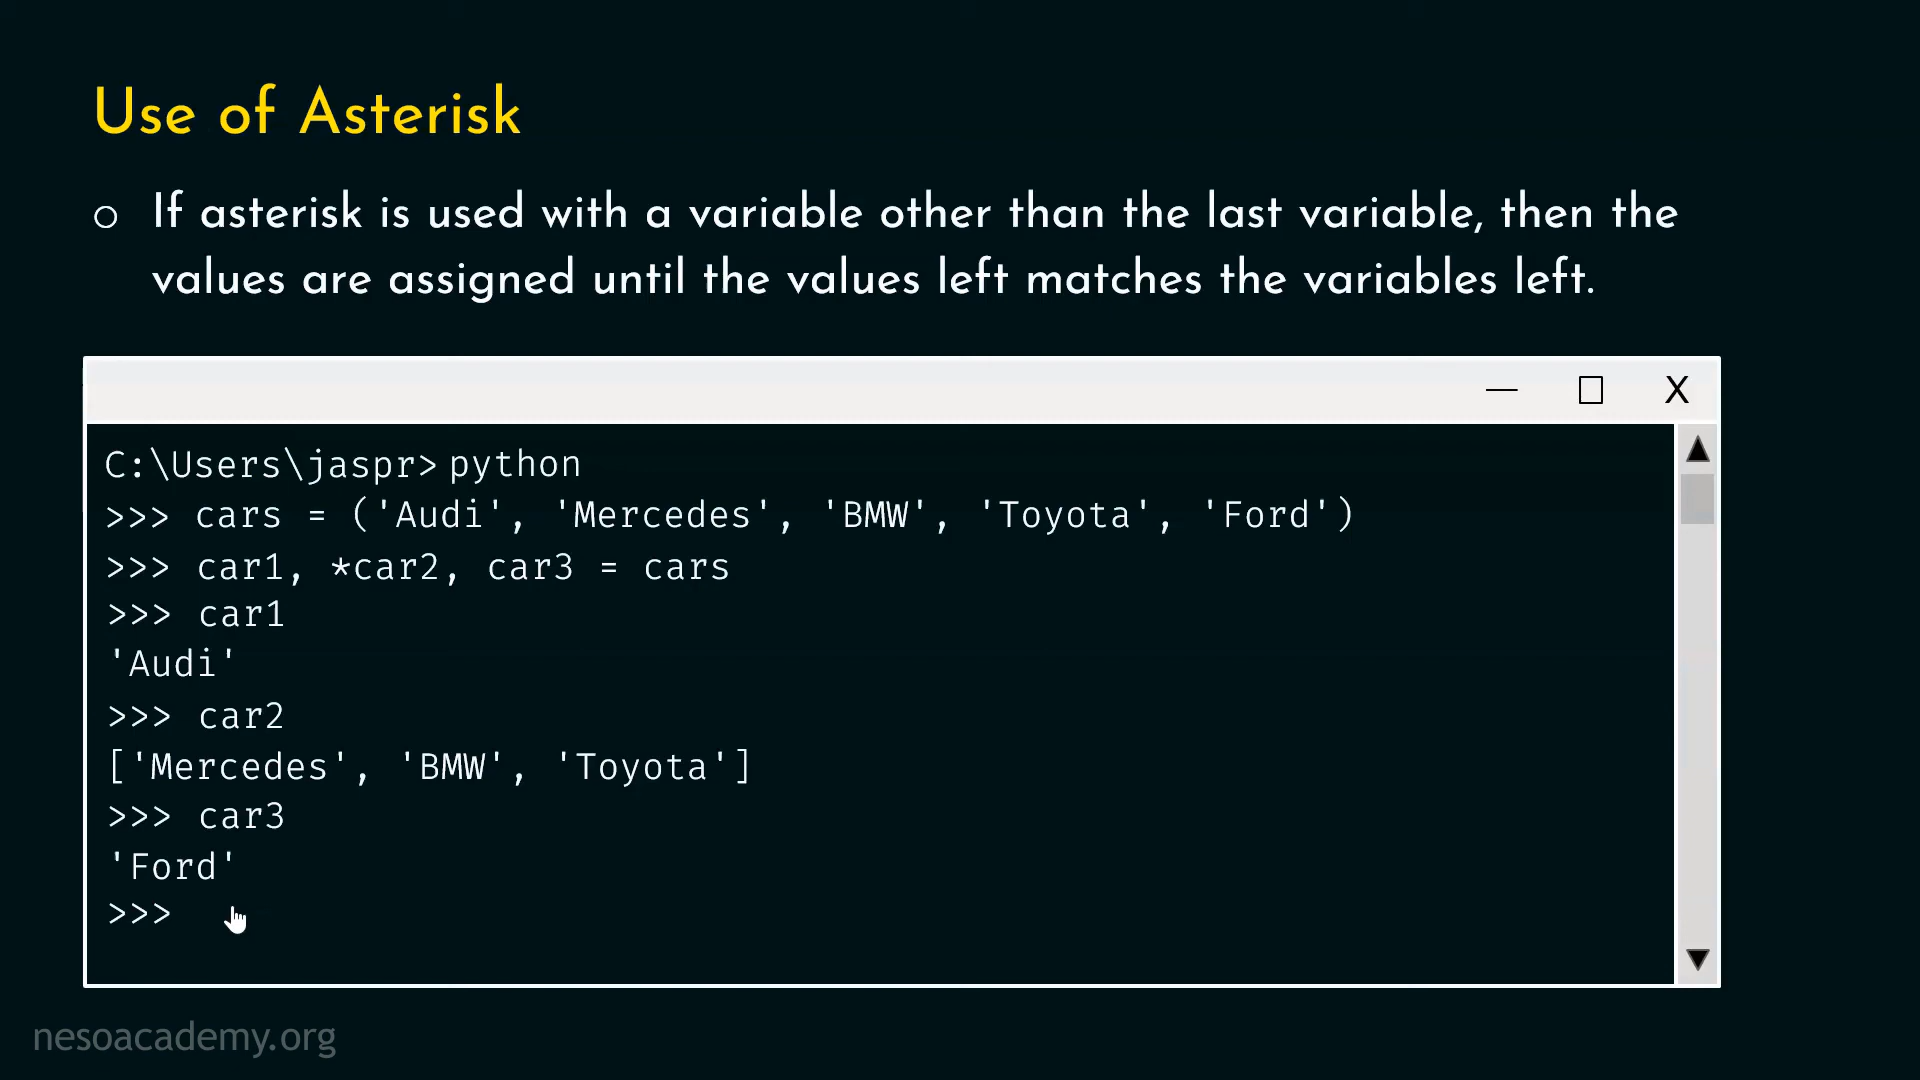 Use of Asterisk
○ If asterisk is used with a variable other than the last variable, then the
values are assigned until the values left matches the variables left.
C:\Users\jaspr> python
>>> cars = ('Audi', 'Mercedes', 'BMW', 'Toyota', 'Ford')
>>> car1, *car2, car3 = cars
>>> car1
'Audi'
>>> car2
['Mercedes', 'BMW', 'Toyota']
>>> car3
'Ford'
>>>
nesoacademy.org